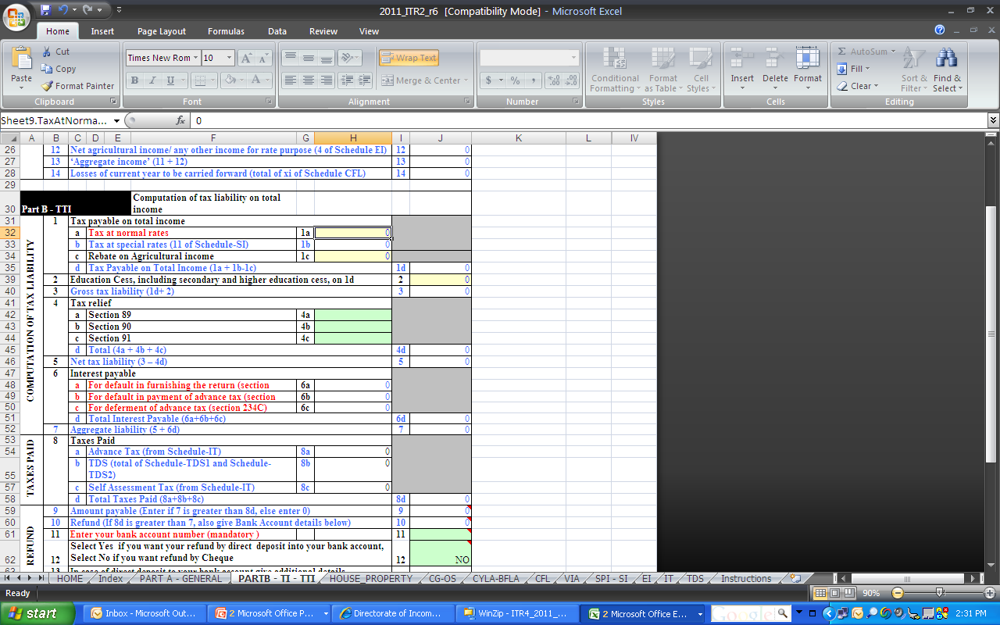 2011_ITR2_r6 [Compatibility Mode] - Microsoft Excel
Home Insert Page Layout Formulas Data Review View
Paste
Cut
Copy
Format Painter
Clipboard
Times New Rom 10
B I U
Font
Wrap Text
Merge & Center
Alignment
$ % ,
Number
Conditional Formatting
Format as Table
Cell Styles
Styles
Insert Delete Format
Cells
Σ AutoSum
Fill
Clear
Sort & Filter
Find & Select
Editing
Sheet9.TaxAtNorma... fx 0
A B C D E F G H I J K L IV
26 12 Net agricultural income/ any other income for rate purpose (4 of Schedule EI) 12 0
27 13 ‘Aggregate income’ (11 + 12) 13 0
28 14 Losses of current year to be carried forward (total of xi of Schedule CFL) 14 0
29
30 Part B - TTI Computation of tax liability on total income
COMPUTATION OF TAX LIABILITY
31 1 Tax payable on total income
32 a Tax at normal rates 1a 0
33 b Tax at special rates (11 of Schedule-SI) 1b 0
34 c Rebate on Agricultural income 1c 0
35 d Tax Payable on Total Income (1a + 1b-1c) 1d 0
39 2 Education Cess, including secondary and higher education cess, on 1d 2 0
40 3 Gross tax liability (1d+ 2) 3 0
41 4 Tax relief
42 a Section 89 4a
43 b Section 90 4b
44 c Section 91 4c
45 d Total (4a + 4b + 4c) 4d 0
46 5 Net tax liability (3 – 4d) 5 0
47 6 Interest payable
48 a For default in furnishing the return (section 6a 0
49 b For default in payment of advance tax (section 6b 0
50 c For deferment of advance tax (section 234C) 6c 0
51 d Total Interest Payable (6a+6b+6c) 6d 0
52 7 Aggregate liability (5 + 6d) 7 0
TAXES PAID
53 8 Taxes Paid
54 a Advance Tax (from Schedule-IT) 8a 0
55 b TDS (total of Schedule-TDS1 and Schedule-TDS2) 8b 0
57 c Self Assessment Tax (from Schedule-IT) 8c 0
58 d Total Taxes Paid (8a+8b+8c) 8d 0
REFUND
59 9 Amount payable (Enter if 7 is greater than 8d, else enter 0) 9 0
60 10 Refund (If 8d is greater than 7, also give Bank Account details below) 10 0
61 11 Enter your bank account number (mandatory ) 11
62 12 Select Yes if you want your refund by direct deposit into your bank account, Select No if you want refund by Cheque 12 NO
63 13 In case of direct deposit to your bank account give additional details
HOME Index PART A - GENERAL PARTB - TI - TTI HOUSE_PROPERTY CG-OS CYLA-BFLA CFL VIA SPI - SI EI IT TDS Instructions
Ready 90%
start Inbox - Microsoft Out... 2 Microsoft Office P... Directorate of Incom... WinZip - ITR4_2011_... 2 Microsoft Office E... Google 2:31 PM